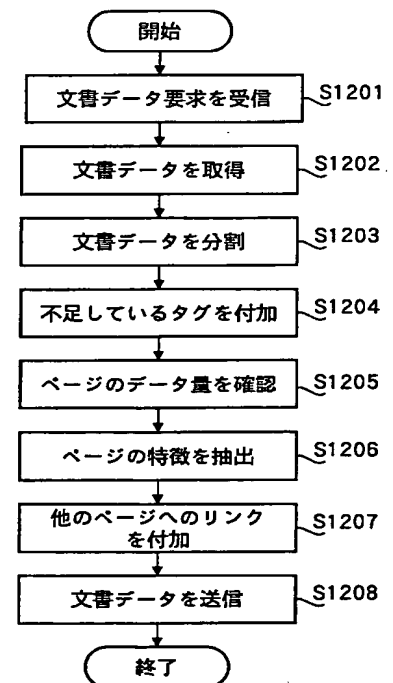 開始
文書データ要求を受信 S1201
文書データを取得 S1202
文書データを分割 S1203
不足しているタグを付加 S1204
ページのデータ量を確認 S1205
ページの特徴を抽出 S1206
他のページへのリンク
を付加 S1207
文書データを送信 S1208
終了